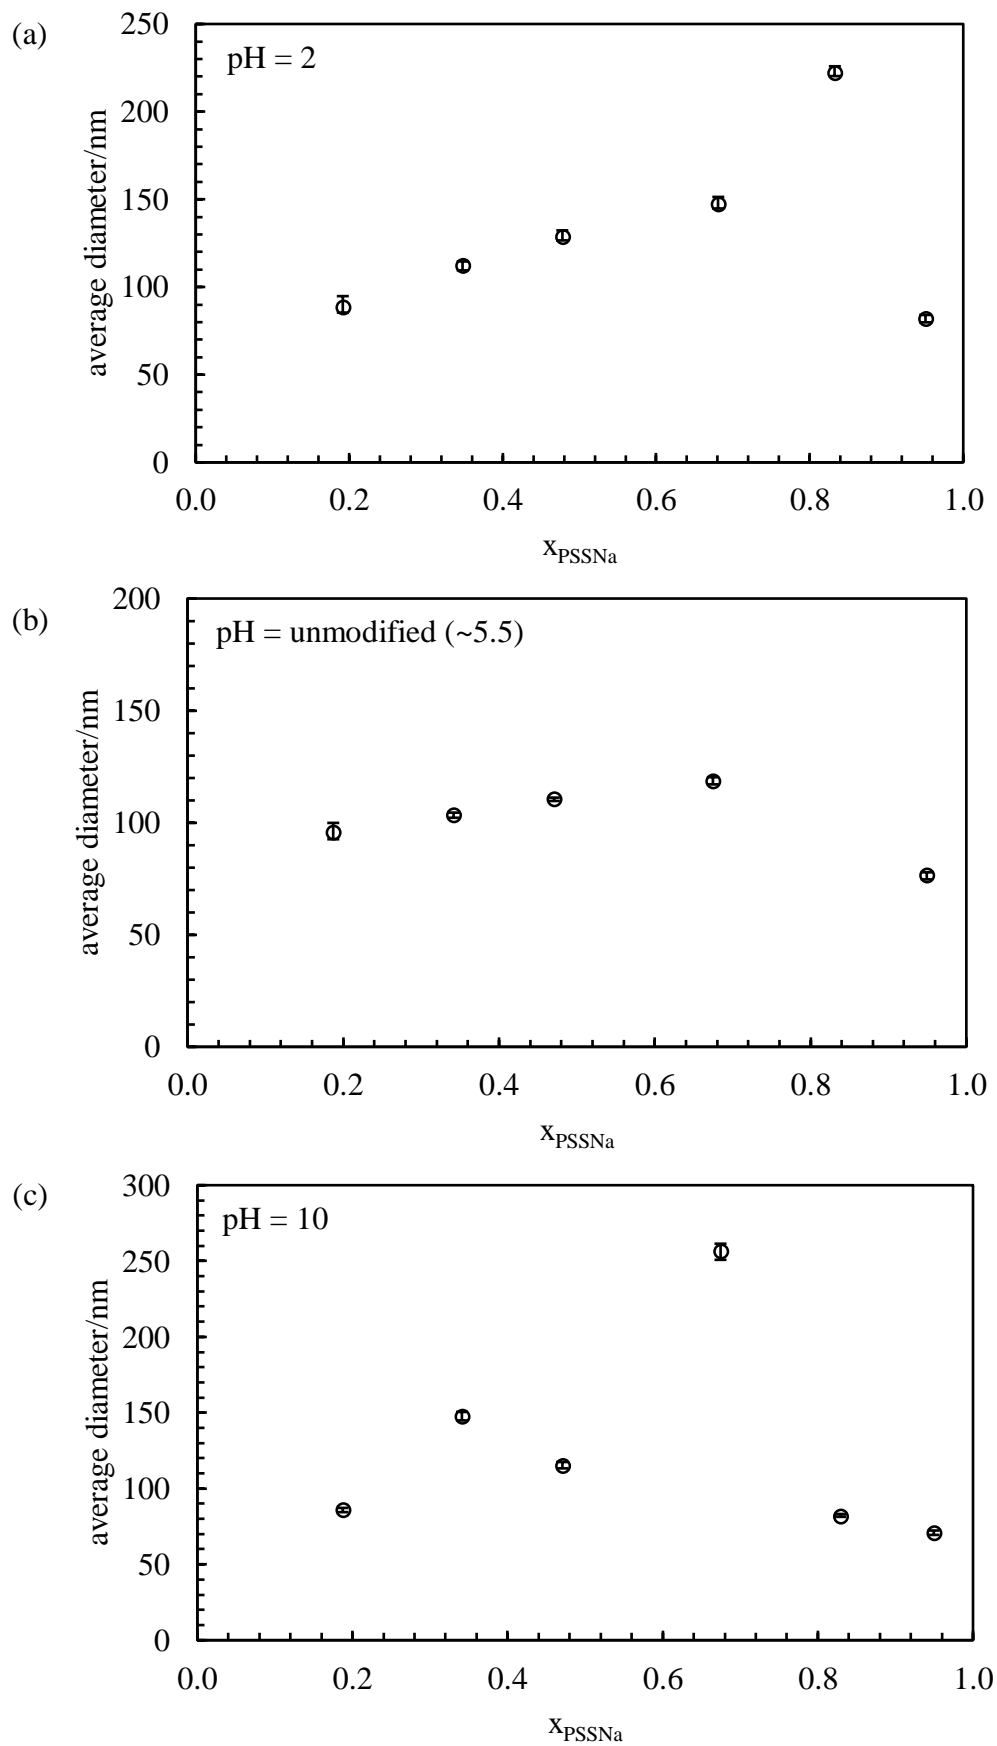 (a)
250
pH = 2
200
150
100
50
0
average diameter/nm
0.0 0.2 0.4 0.6 0.8 1.0
xPSSNa
(b)
200
pH = unmodified (~5.5)
150
100
50
0
average diameter/nm
0.0 0.2 0.4 0.6 0.8 1.0
xPSSNa
(c)
300
pH = 10
250
200
150
100
50
0
average diameter/nm
0.0 0.2 0.4 0.6 0.8 1.0
xPSSNa